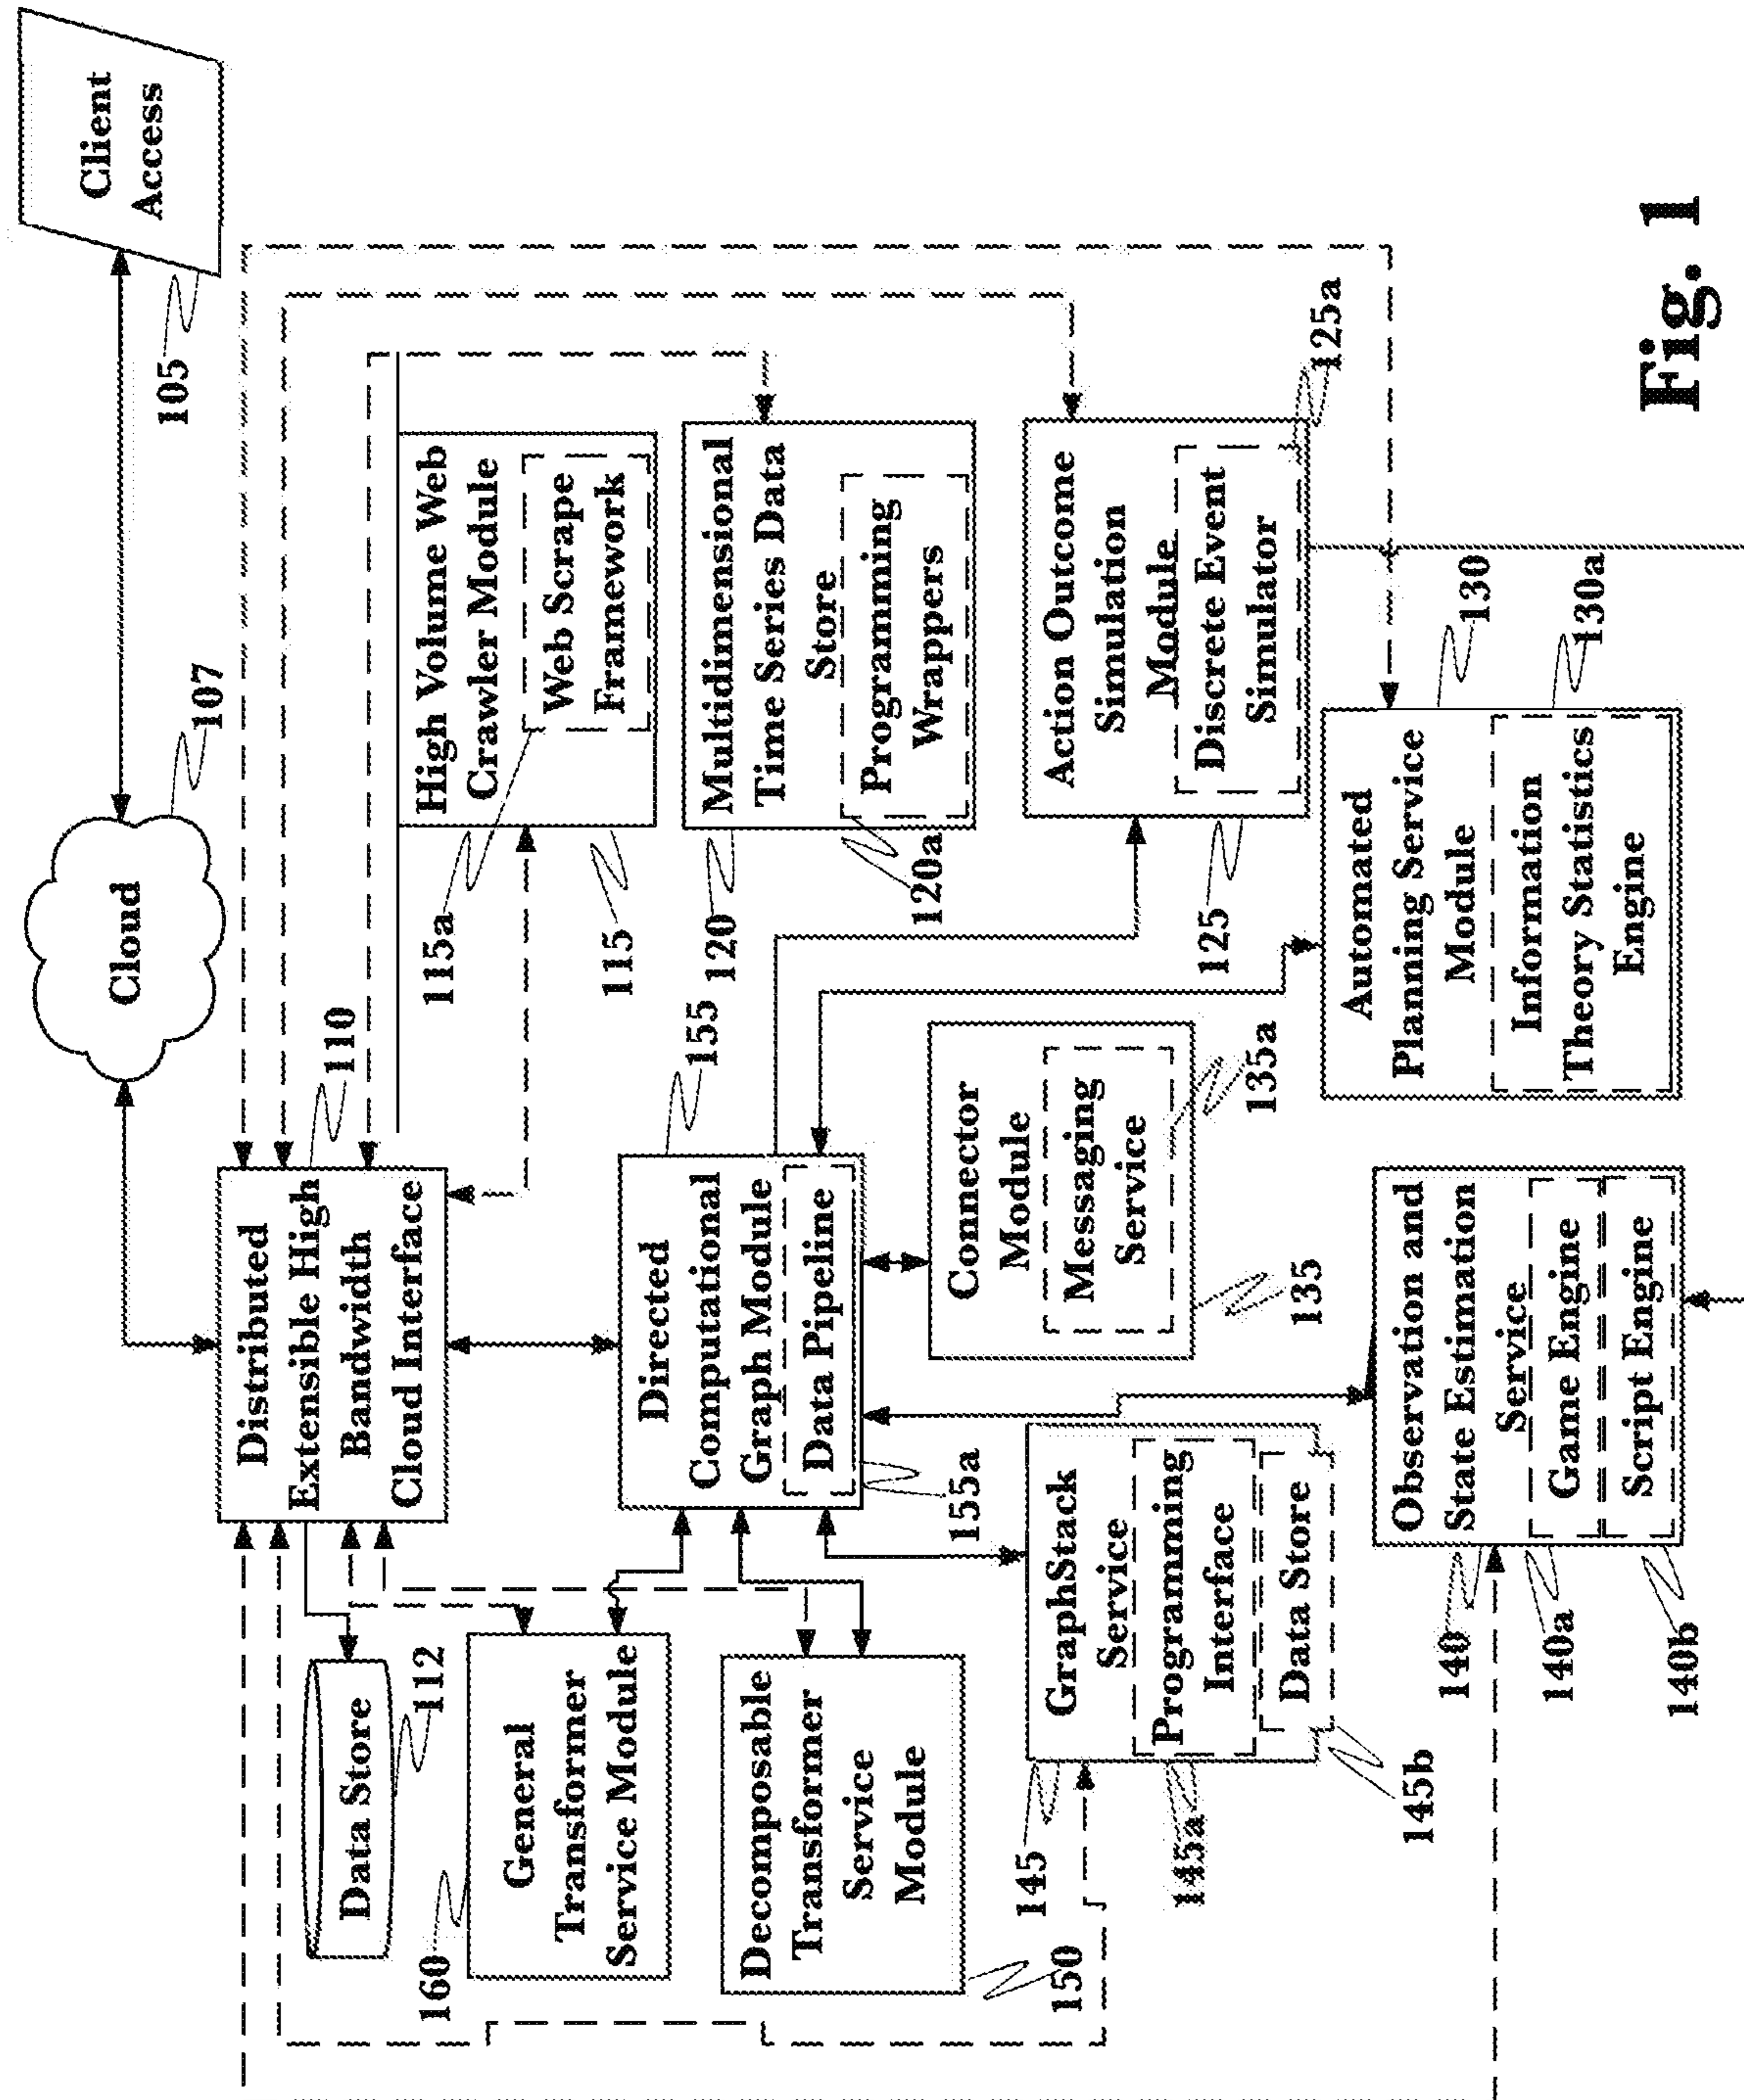 Client
Access
105
Cloud
107
Distributed
Extensible High
Bandwidth
Cloud Interface
110
Data Store
112
High Volume Web
Crawler Module
Web Scrape
Framework
115a
115
General
Transformer
Service Module
160
Directed
Computational
Graph Module
Data Pipeline
155
155a
Multidimensional
Time Series Data
Store
Programming
Wrappers
120
120a
Decomposable
Transformer
Service
Module
150
Connector
Module
Messaging
Service
135a
135
Action Outcome
Simulation
Module
Discrete Event
Simulator
125a
125
GraphStack
Service
Programming
Interface
Data Store
145
145a
145b
Observation and
State Estimation
Service
Game Engine
Script Engine
140
140a
140b
Automated
Planning Service
Module
Information
Theory Statistics
Engine
130
130a
Fig. 1